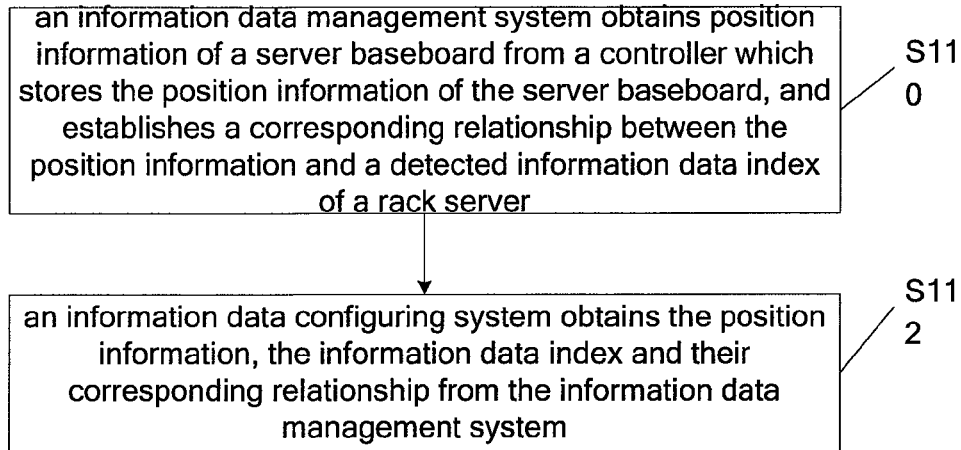 an information data management system obtains position
information of a server baseboard from a controller which
stores the position information of the server baseboard, and
establishes a corresponding relationship between the
position information and a detected information data index
of a rack server
S11
0
an information data configuring system obtains the position
information, the information data index and their
corresponding relationship from the information data
management system
S11
2